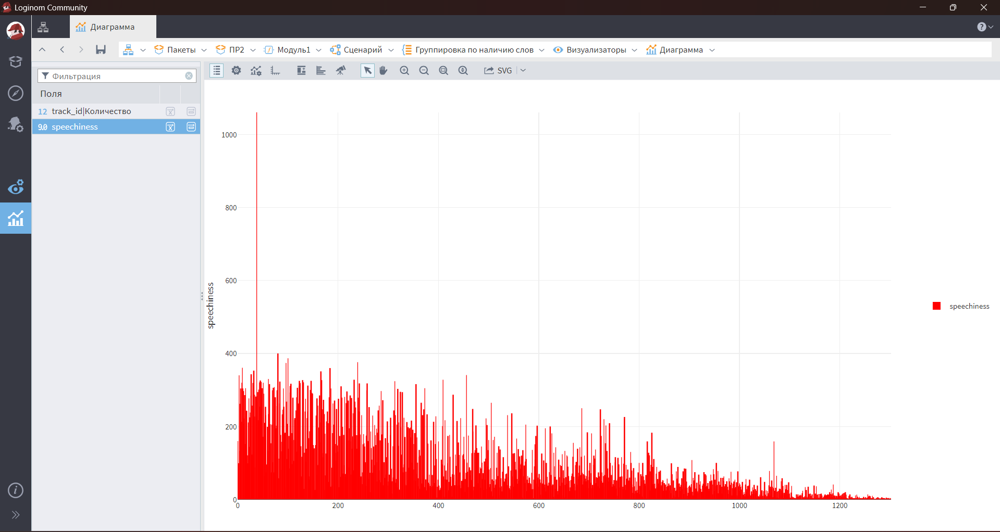 Loginom Community
Диаграмма
Пакеты ПР2 Модуль1 Сценарий Группировка по наличию слов Визуализаторы Диаграмма
Фильтрация
SVG
Поля
12 track_id|Количество
9.0 speechiness
1000
800
600
400
200
0
speechiness
0 200 400 600 800 1000 1200
speechiness